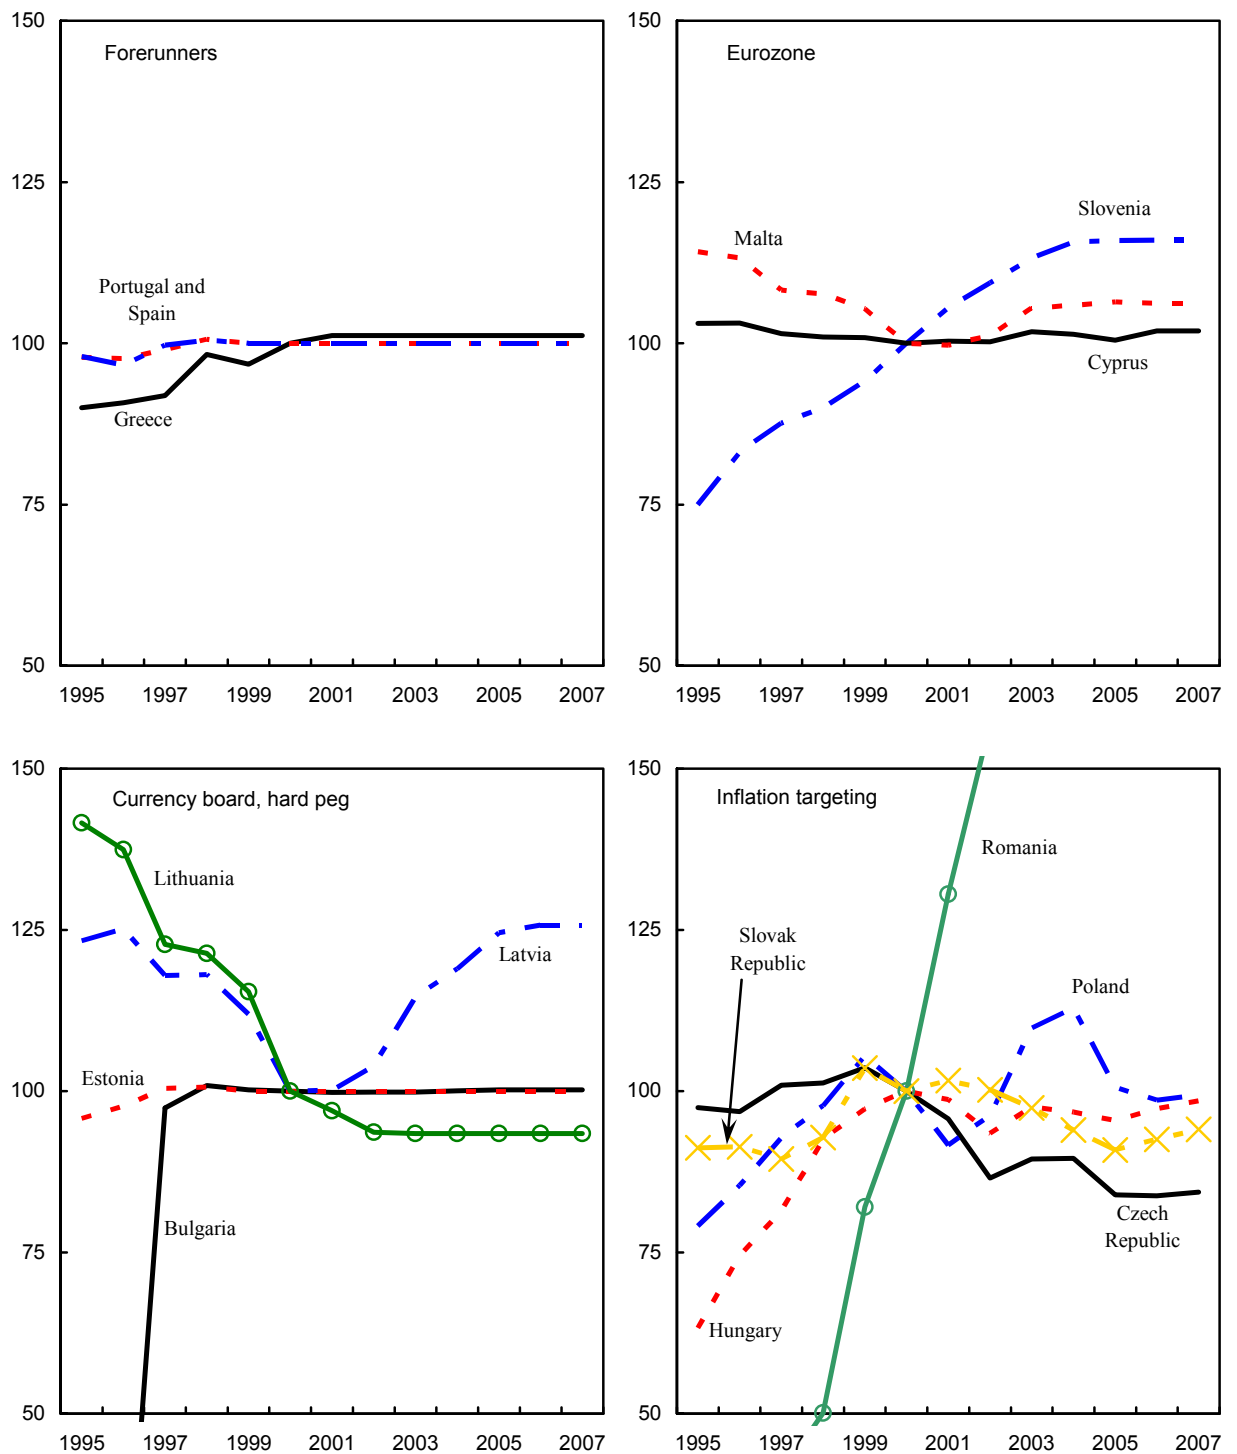 150
Forerunners
125
Portugal and
Spain
100
Greece
75
50
1995 1997 1999 2001 2003 2005 2007
150
Eurozone
125
Slovenia
Malta
100
Cyprus
75
50
1995 1997 1999 2001 2003 2005 2007
150
Currency board, hard peg
Lithuania
125
Latvia
Estonia
100
Bulgaria
75
50
1995 1997 1999 2001 2003 2005 2007
150
Inflation targeting
Romania
125
Slovak
Republic
Poland
100
Czech
Republic
75
Hungary
50
1995 1997 1999 2001 2003 2005 2007